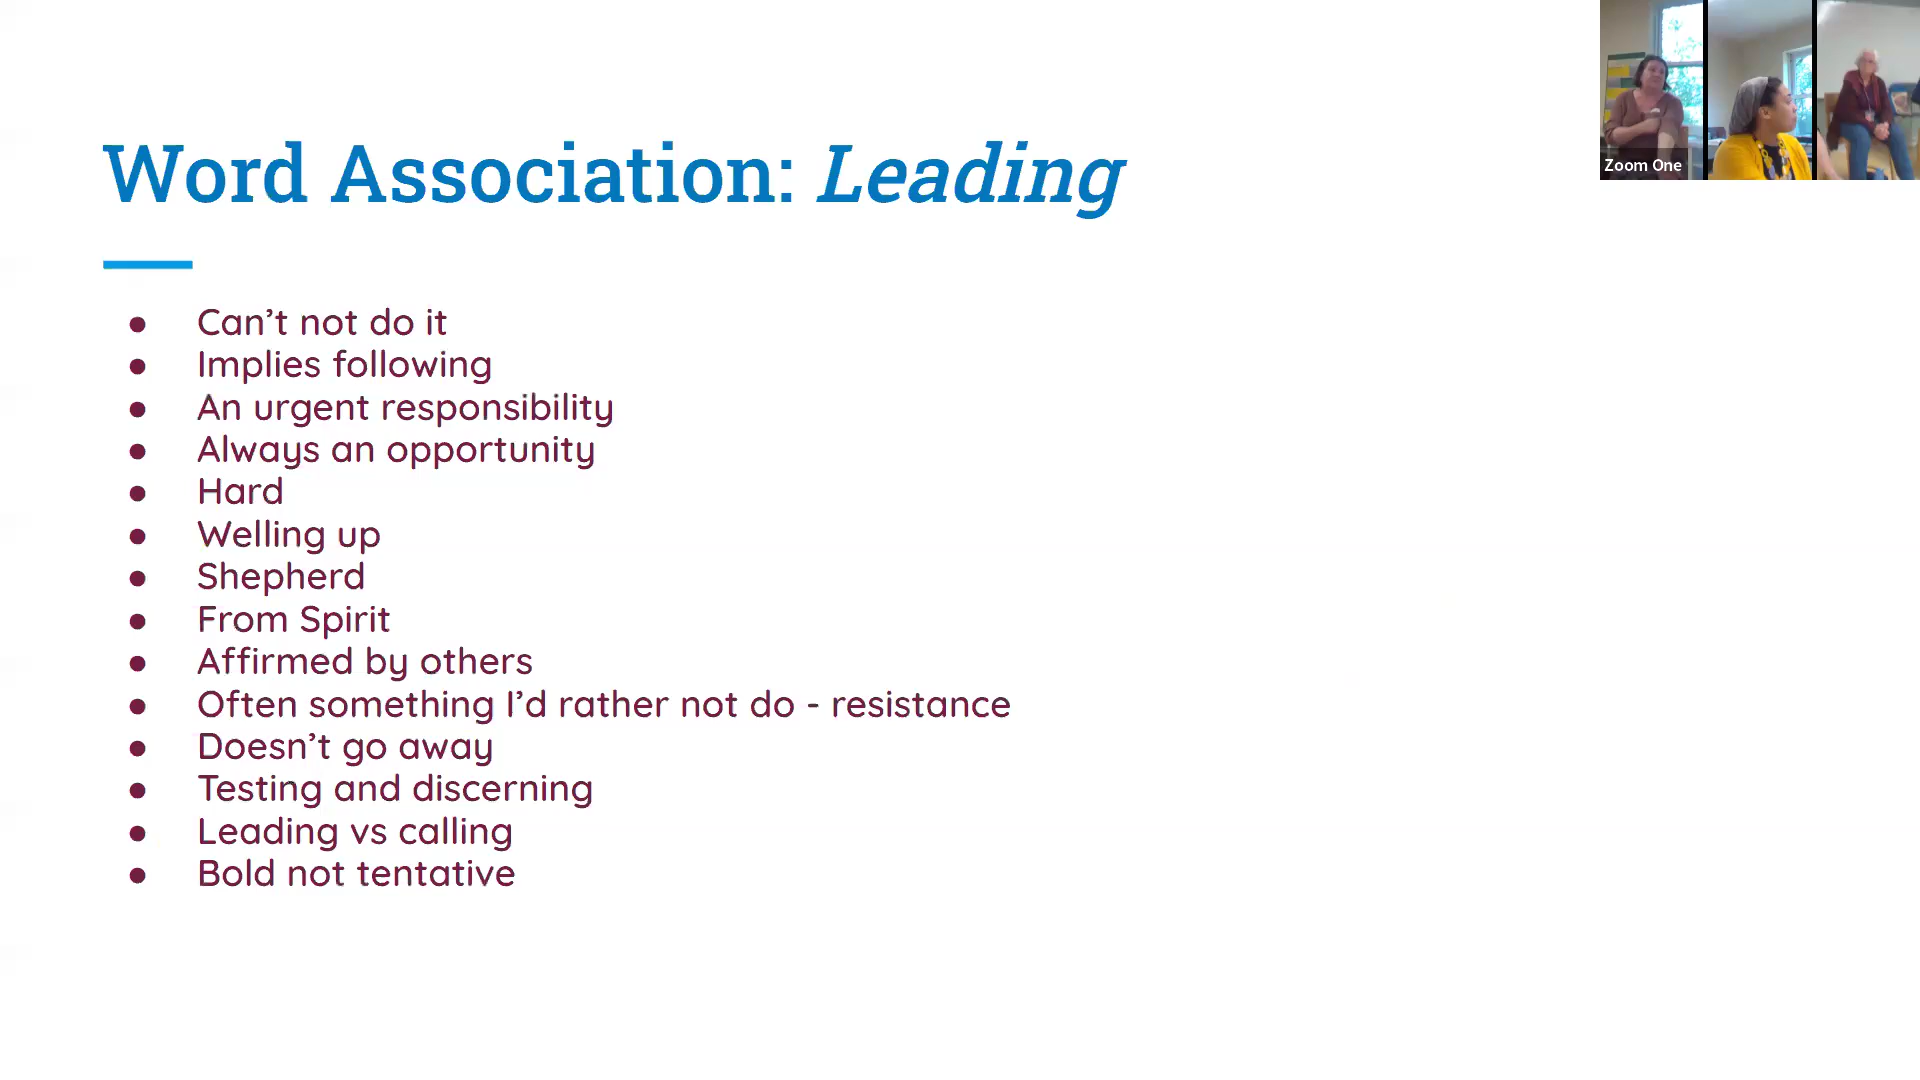 Word Association: Leading
● Can’t not do it
● Implies following
● An urgent responsibility
● Always an opportunity
● Hard
● Welling up
● Shepherd
● From Spirit
● Affirmed by others
● Often something I’d rather not do - resistance
● Doesn’t go away
● Testing and discerning
● Leading vs calling
● Bold not tentative
Zoom One